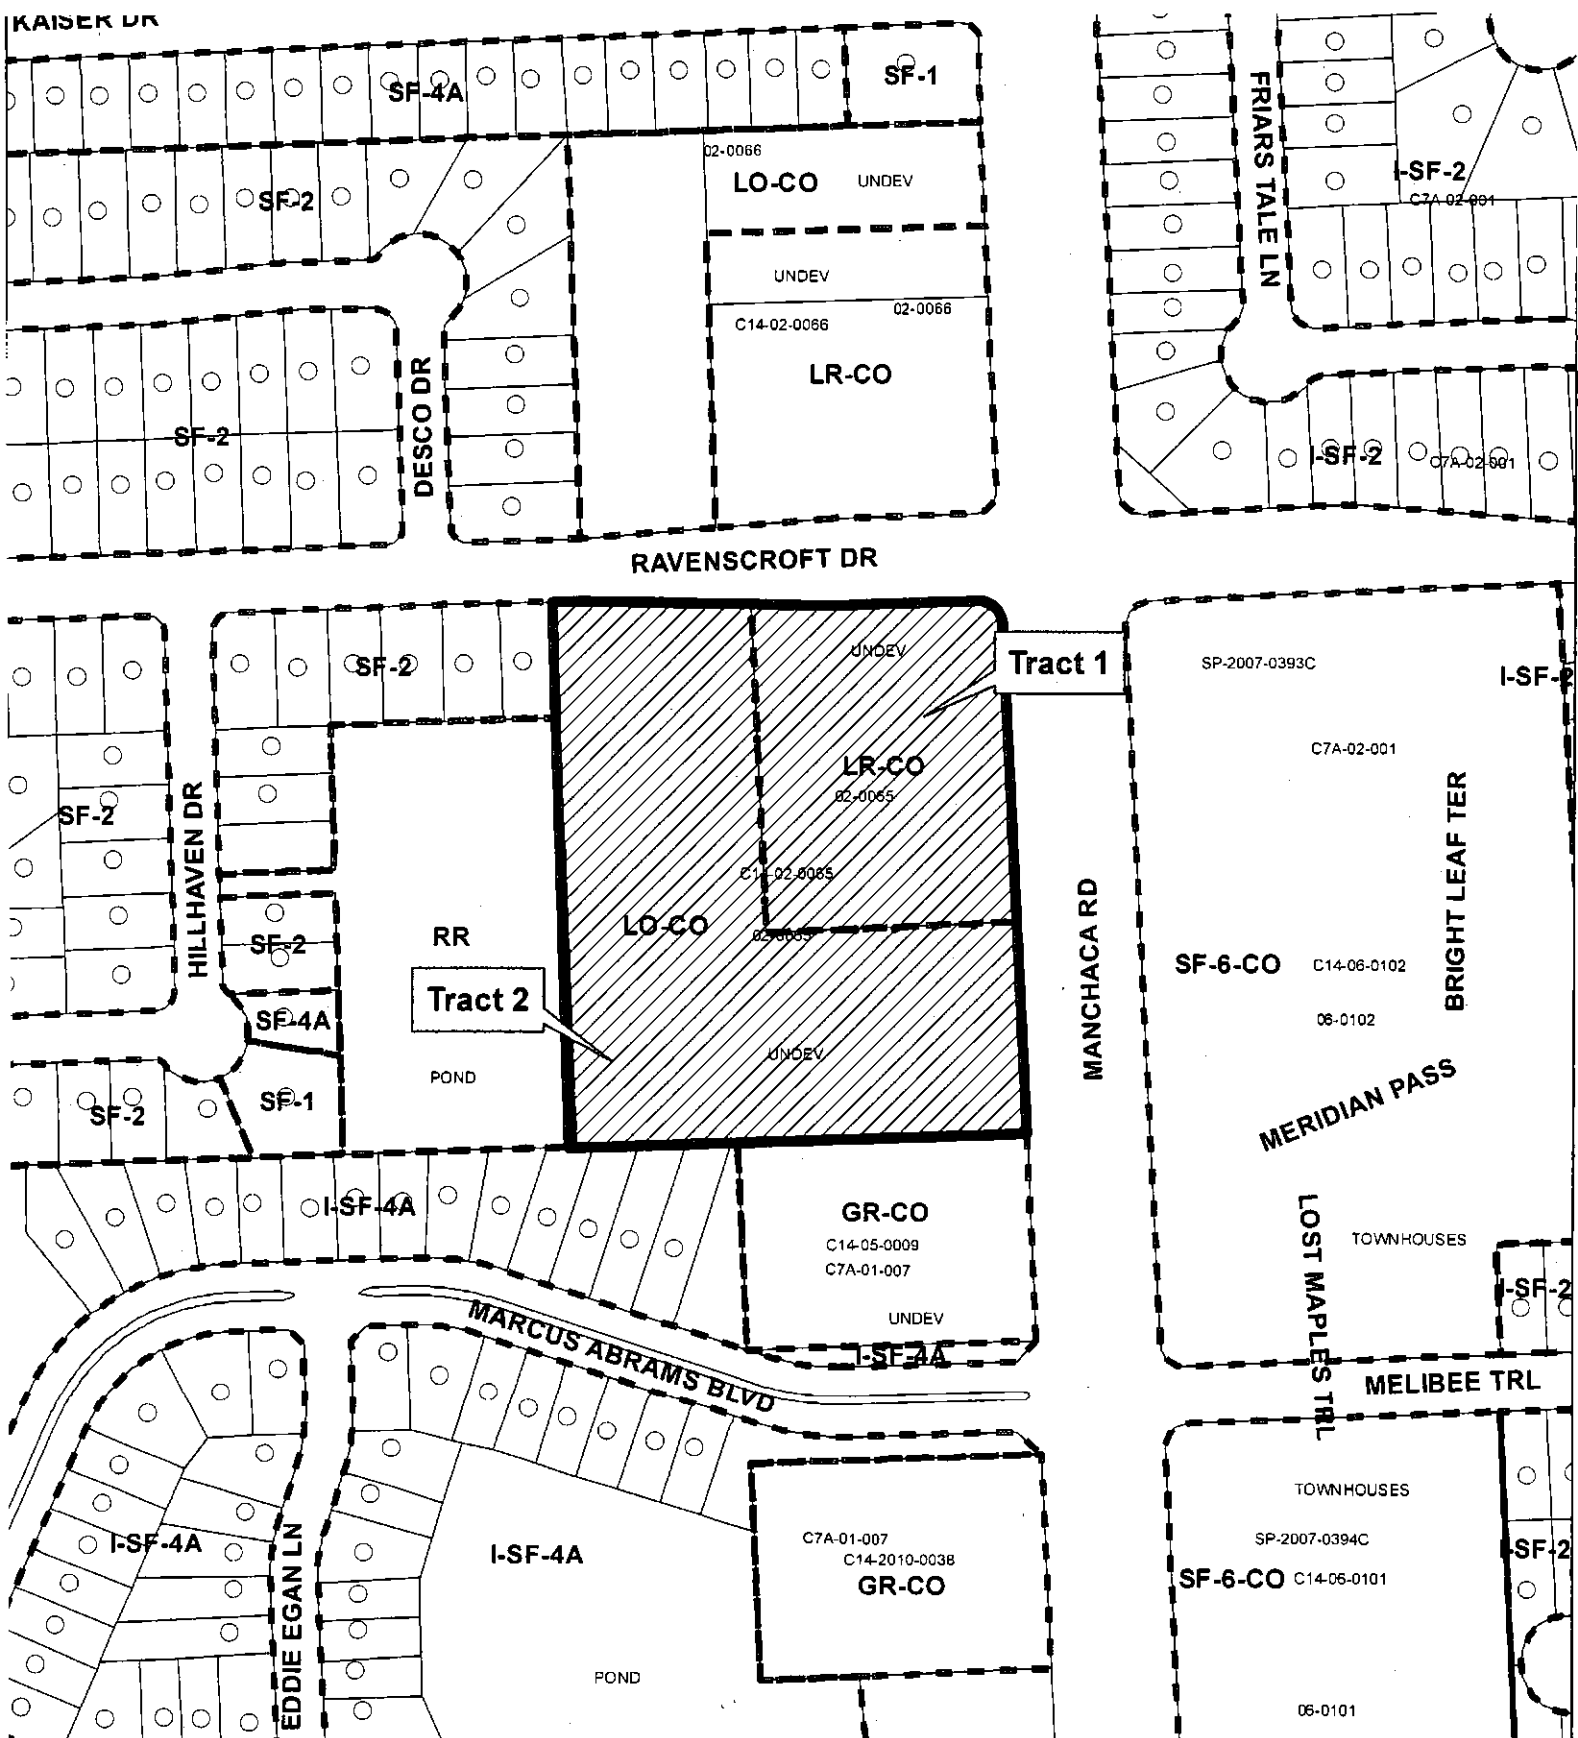 KAISER DR
SF-4A
SF-1
02-0066
LO-CO
UNDEV
FRIARS TALE LN
I-SF-2
C7A-02-001
SF-2
UNDEV
02-0066
C14-02-0066
LR-CO
DESCO DR
SF-2
I-SF-2
C7A-02-001
RAVENSCROFT DR
SF-2
UNDEV
Tract 1
SP-2007-0393C
I-SF-2
C7A-02-001
LR-CO
02-0065
SF-2
HILLHAVEN DR
BRIGHT LEAF TER
C14-02-0065
MANCHACA RD
LO-CO
02-0065
RR
SF-2
SF-6-CO
C14-06-0102
Tract 2
SF-4A
06-0102
UNDEV
POND
SF-1
SF-2
MERIDIAN PASS
I-SF-4A
GR-CO
C14-05-0009
C7A-01-007
LOST MAPLES TRL
TOWNHOUSES
I-SF-2
UNDEV
MARCUS ABRAMS BLVD
I-SF-4A
MELIBEE TRL
TOWNHOUSES
C7A-01-007
SP-2007-0394C
I-SF-4A
I-SF-4A
C14-2010-0038
I-SF-2
GR-CO
SF-6-CO
C14-06-0101
EDDIE EGAN LN
POND
06-0101